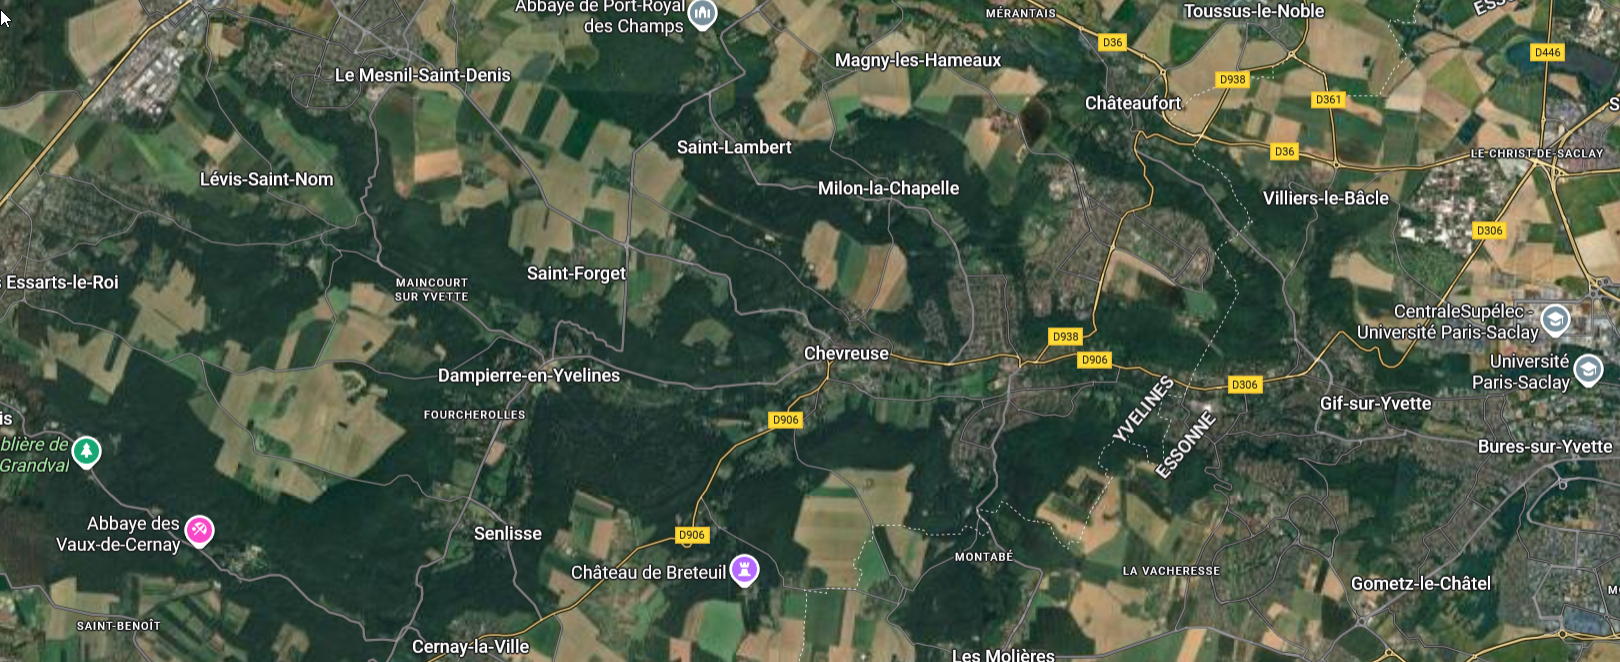 Abbaye de Port-Royal
des Champs
MÉRANTAIS
Toussus-le-Noble
D36
D446
Magny-les-Hameaux
Le Mesnil-Saint-Denis
D938
Châteaufort
D361
Saint-Lambert
D36
LE CHRIST-DE-SACLAY
Lévis-Saint-Nom
Milon-la-Chapelle
Villiers-le-Bâcle
D306
Saint-Forget
s Essarts-le-Roi
MAINCOURT
SUR YVETTE
CentraleSupélec -
Université Paris-Saclay
D938
Chevreuse
D906
Université
Paris-Saclay
Dampierre-en-Yvelines
D306
YVELINES
ESSONNE
Gif-sur-Yvette
FOURCHEROLLES
D906
is
blière de
Grandval
Bures-sur-Yvette
Abbaye des
Vaux-de-Cernay
Senlisse
D906
MONTABÉ
Château de Breteuil
LA VACHERESSE
Gometz-le-Châtel
SAINT-BENOÎT
Cernay-la-Ville
Les Molières